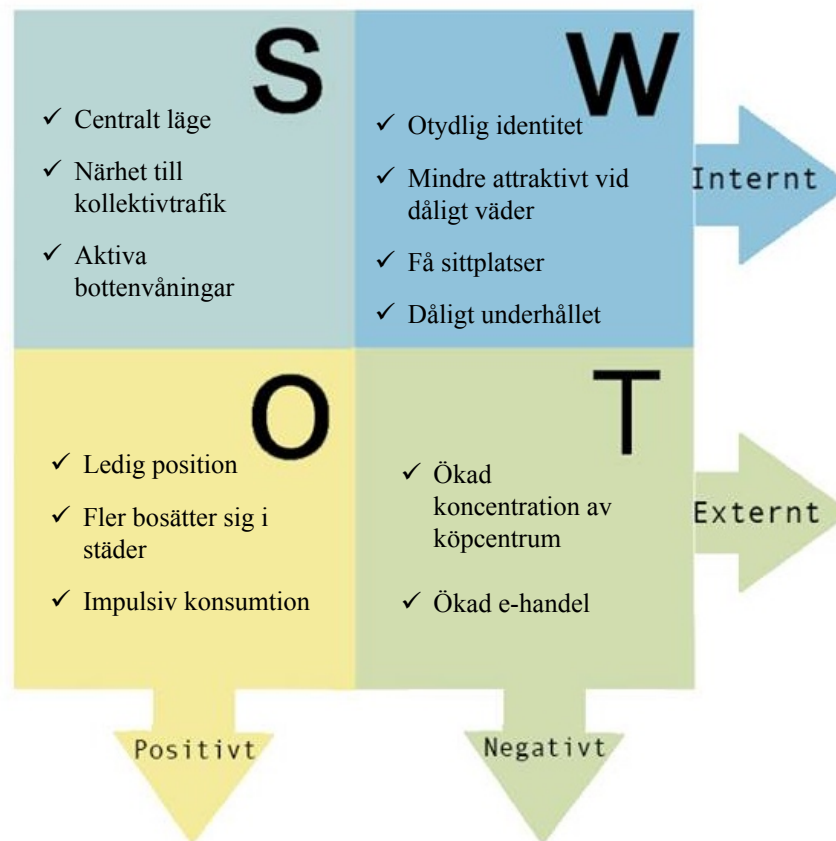 S
✓ Centralt läge
✓ Närhet till
kollektivtrafik
✓ Aktiva
bottenvåningar
W
✓ Otydlig identitet
✓ Mindre attraktivt vid
dåligt väder
✓ Få sittplatser
✓ Dåligt underhållet
Internt
O
✓ Ledig position
✓ Fler bosätter sig i
städer
✓ Impulsiv konsumtion
T
✓ Ökad
koncentration av
köpcentrum
✓ Ökad e-handel
Externt
Positivt
Negativt